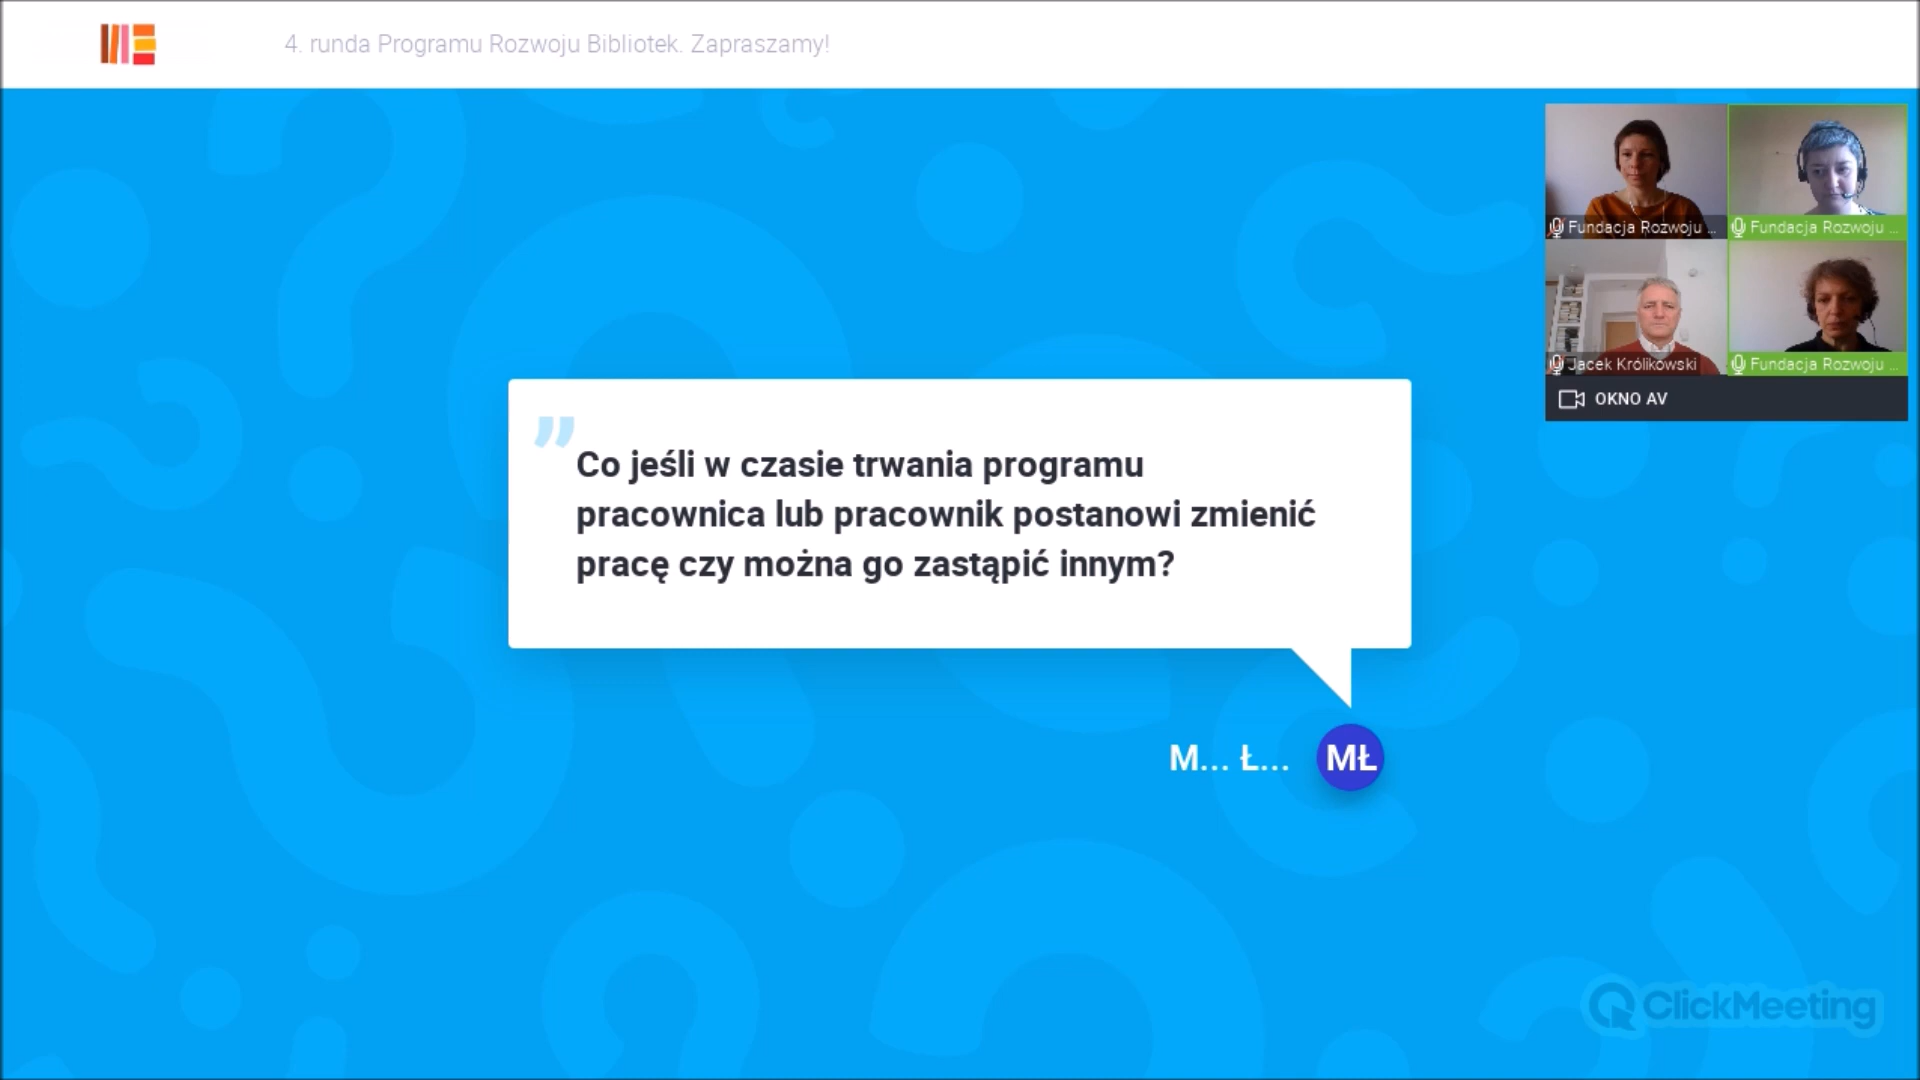 4. runda Programu Rozwoju Bibliotek. Zapraszamy!
Fundacja Rozwoju ...
Fundacja Rozwoju ...
Jacek Królikowski
Fundacja Rozwoju ...
OKNO AV
Co jeśli w czasie trwania programu
pracownica lub pracownik postanowi zmienić
pracę czy można go zastąpić innym?
M... Ł...
MŁ
ClickMeeting